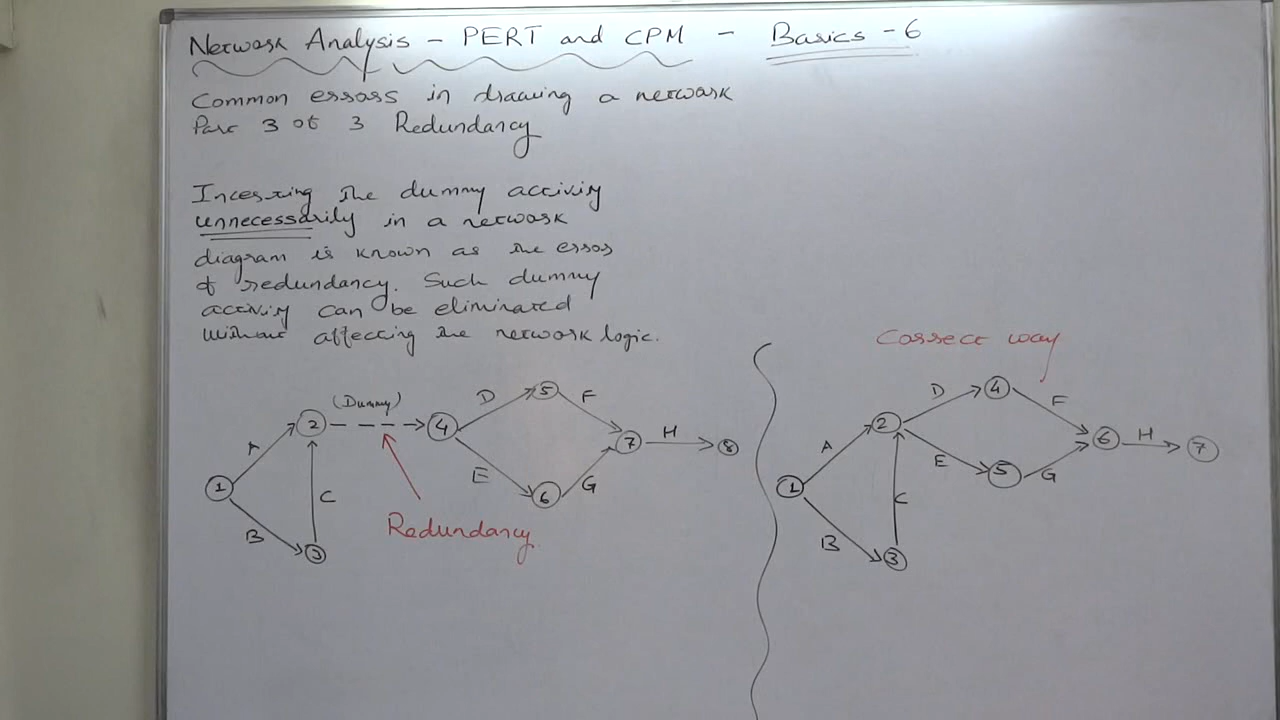 Network Analysis - PERT and CPM - Basics - 6
Common errors in drawing a network
Part 3 of 3 Redundancy
Inserting the dummy activity
unnecessarily in a network
diagram is known as the error
of redundancy. Such dummy
activity can be eliminated
without affecting the network logic.
Correct way
(Dummy)
1
A
B
2
C
3
4
D
E
5
6
F
G
7
H
8
Redundancy
1
A
B
2
C
3
D
E
4
5
F
G
6
H
7